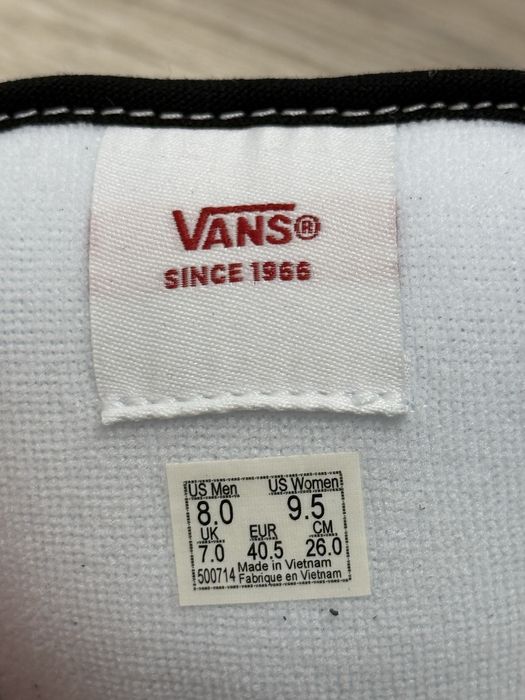 VANS®
SINCE 1966
US Men US Women
8.0 9.5
UK EUR CM
7.0 40.5 26.0
500714 Made in Vietnam
Fabrique en Vietnam